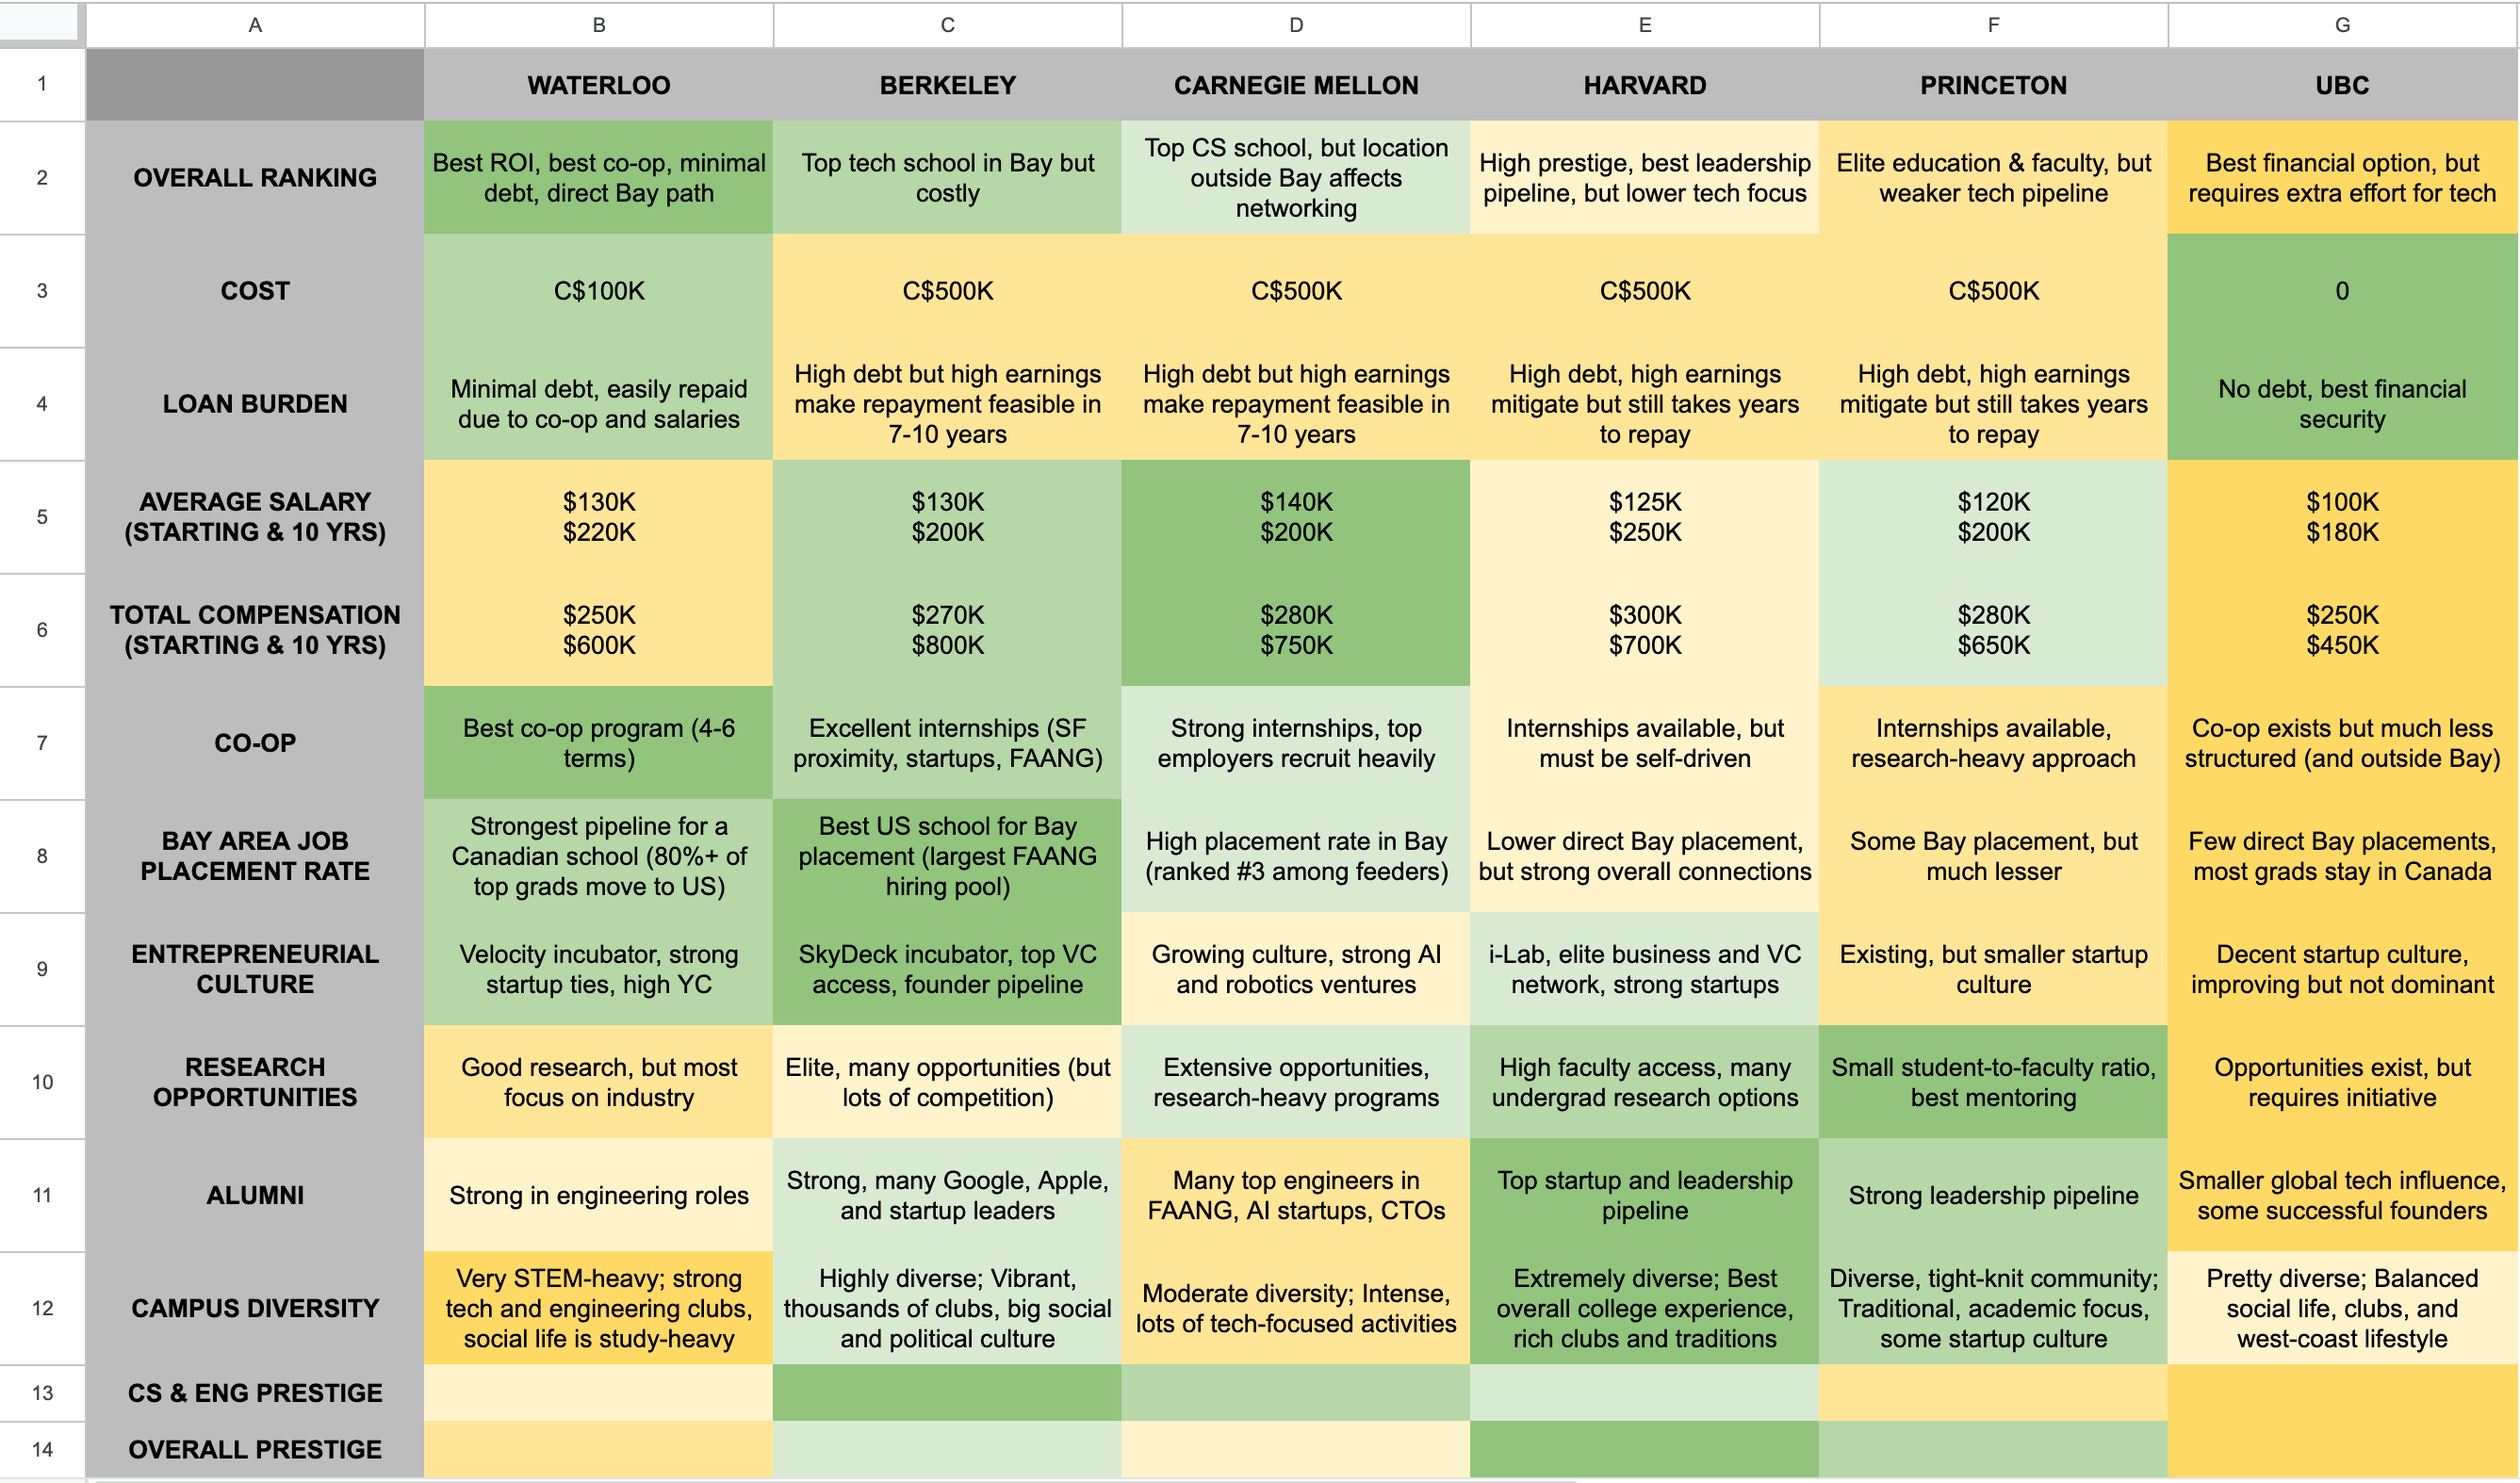 A B C D E F G
1 WATERLOO BERKELEY CARNEGIE MELLON HARVARD PRINCETON UBC
2
OVERALL RANKING
Best ROI, best co-op, minimal
debt, direct Bay path
Top tech school in Bay but
costly
Top CS school, but location
outside Bay affects
networking
High prestige, best leadership
pipeline, but lower tech focus
Elite education & faculty, but
weaker tech pipeline
Best financial option, but
requires extra effort for tech
3
COST
C$100K
C$500K
C$500K
C$500K
C$500K
0
4
LOAN BURDEN
Minimal debt, easily repaid
due to co-op and salaries
High debt but high earnings
make repayment feasible in
7-10 years
High debt but high earnings
make repayment feasible in
7-10 years
High debt, high earnings
mitigate but still takes years
to repay
High debt, high earnings
mitigate but still takes years
to repay
No debt, best financial
security
5
AVERAGE SALARY
(STARTING & 10 YRS)
$130K
$220K
$130K
$200K
$140K
$200K
$125K
$250K
$120K
$200K
$100K
$180K
6
TOTAL COMPENSATION
(STARTING & 10 YRS)
$250K
$600K
$270K
$800K
$280K
$750K
$300K
$700K
$280K
$650K
$250K
$450K
7
CO-OP
Best co-op program (4-6
terms)
Excellent internships (SF
proximity, startups, FAANG)
Strong internships, top
employers recruit heavily
Internships available, but
must be self-driven
Internships available,
research-heavy approach
Co-op exists but much less
structured (and outside Bay)
8
BAY AREA JOB
PLACEMENT RATE
Strongest pipeline for a
Canadian school (80%+ of
top grads move to US)
Best US school for Bay
placement (largest FAANG
hiring pool)
High placement rate in Bay
(ranked #3 among feeders)
Lower direct Bay placement,
but strong overall connections
Some Bay placement, but
much lesser
Few direct Bay placements,
most grads stay in Canada
9
ENTREPRENEURIAL
CULTURE
Velocity incubator, strong
startup ties, high YC
SkyDeck incubator, top VC
access, founder pipeline
Growing culture, strong AI
and robotics ventures
i-Lab, elite business and VC
network, strong startups
Existing, but smaller startup
culture
Decent startup culture,
improving but not dominant
10
RESEARCH
OPPORTUNITIES
Good research, but most
focus on industry
Elite, many opportunities (but
lots of competition)
Extensive opportunities,
research-heavy programs
High faculty access, many
undergrad research options
Small student-to-faculty ratio,
best mentoring
Opportunities exist, but
requires initiative
11
ALUMNI
Strong in engineering roles
Strong, many Google, Apple,
and startup leaders
Many top engineers in
FAANG, AI startups, CTOs
Top startup and leadership
pipeline
Strong leadership pipeline
Smaller global tech influence,
some successful founders
12
CAMPUS DIVERSITY
Very STEM-heavy; strong
tech and engineering clubs,
social life is study-heavy
Highly diverse; Vibrant,
thousands of clubs, big social
and political culture
Moderate diversity; Intense,
lots of tech-focused activities
Extremely diverse; Best
overall college experience,
rich clubs and traditions
Diverse, tight-knit community;
Traditional, academic focus,
some startup culture
Pretty diverse; Balanced
social life, clubs, and
west-coast lifestyle
13
CS & ENG PRESTIGE
14
OVERALL PRESTIGE